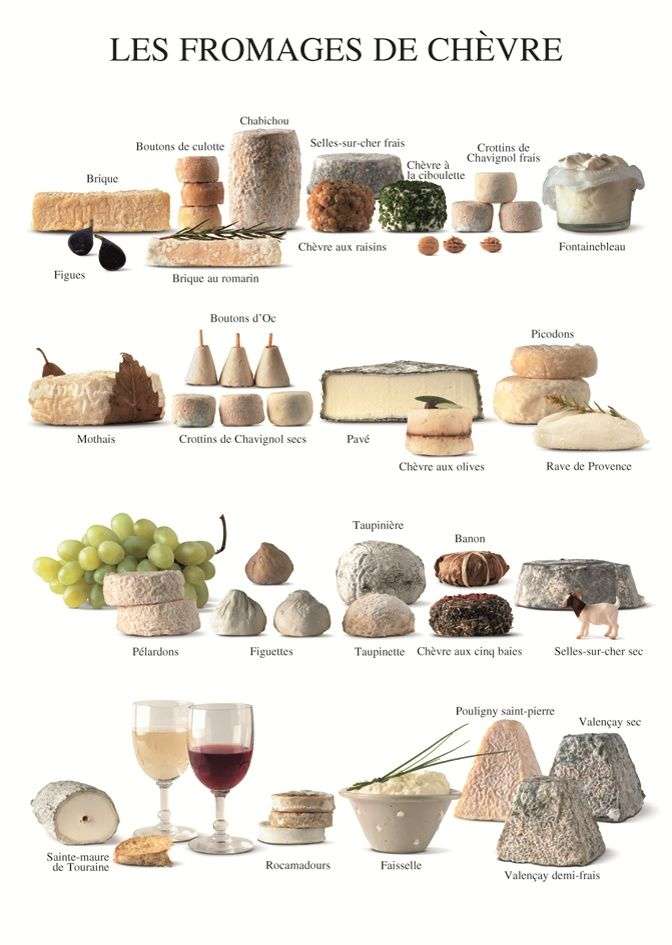 LES FROMAGES DE CHÈVRE
Chabichou
Boutons de culotte
Selles-sur-cher frais
Crottins de
Chavignol frais
Chèvre à
la ciboulette
Brique
Chèvre aux raisins
Fontainebleau
Figues
Brique au romarin
Boutons d'Oc
Picodons
Mothais
Crottins de Chavignol secs
Pavé
Chèvre aux olives
Rave de Provence
Taupinière
Banon
Pélardons
Figuettes
Taupinette
Chèvre aux cinq baies
Selles-sur-cher sec
Pouligny saint-pierre
Valençay sec
Sainte-maure
de Touraine
Rocamadours
Faisselle
Valençay demi-frais